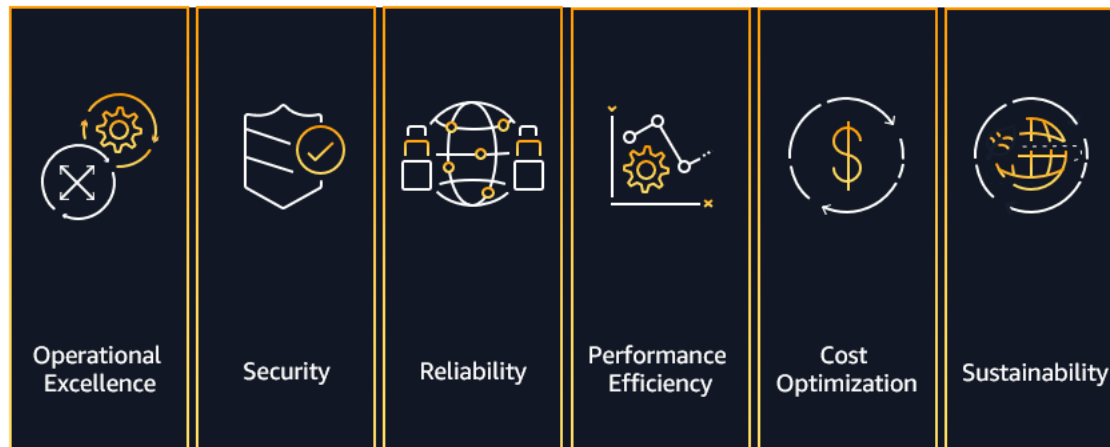 Operational
Excellence
Security
Reliability
Performance
Efficiency
Cost
Optimization
Sustainability